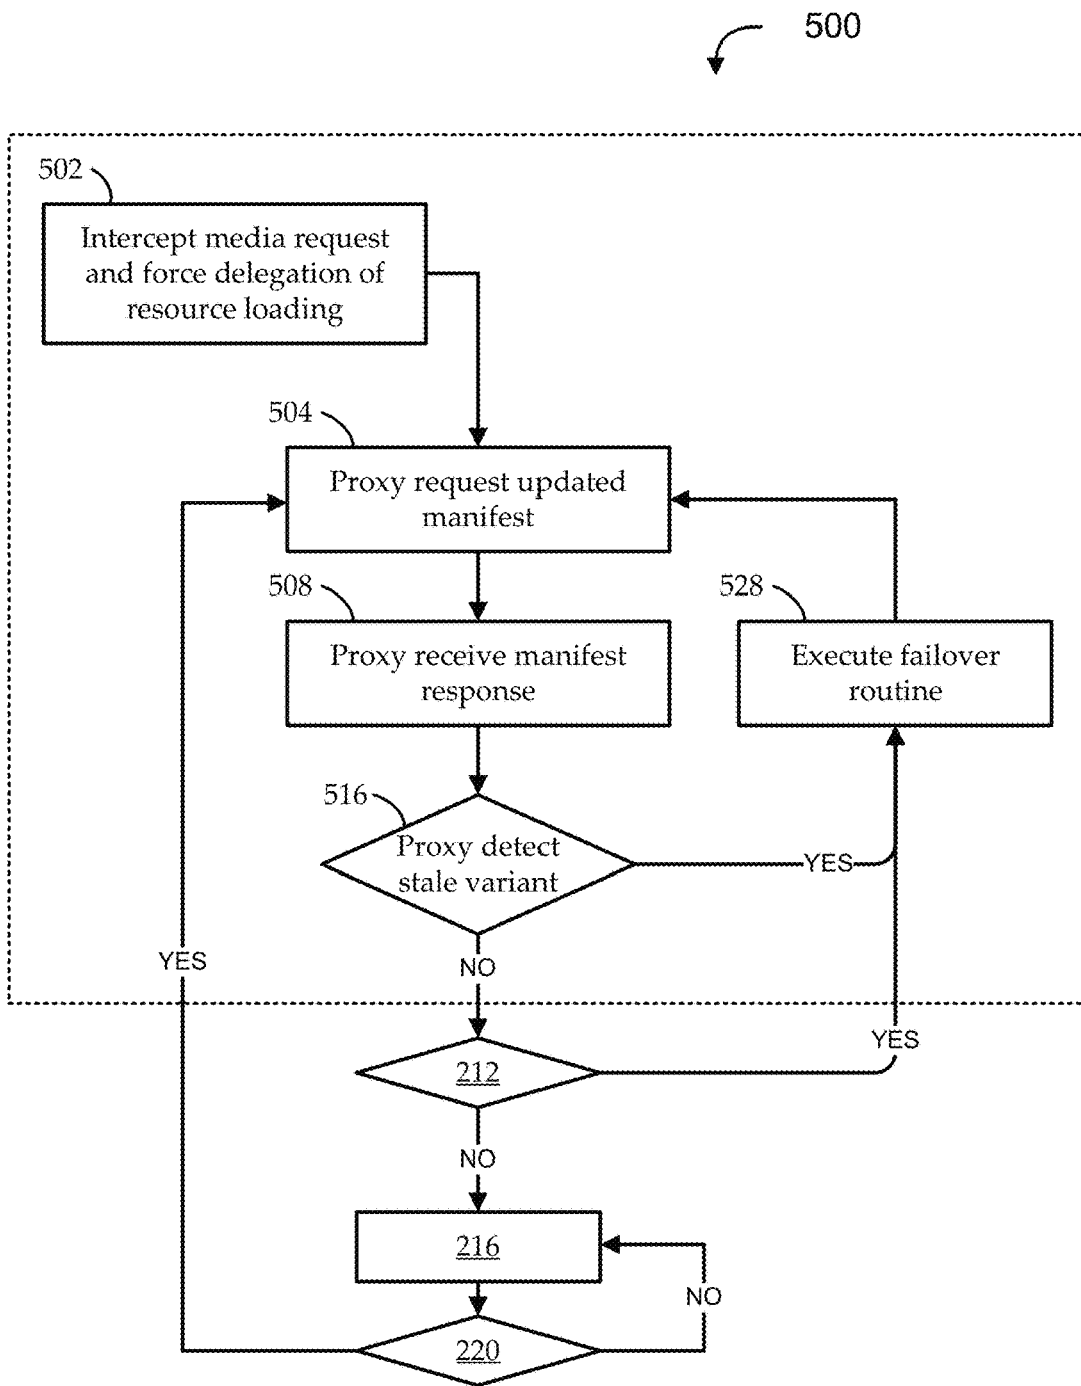 500
502
Intercept media request
and force delegation of
resource loading
504
Proxy request updated
manifest
508
Proxy receive manifest
response
528
Execute failover
routine
516
Proxy detect
stale variant
YES
YES
NO
YES
212
NO
216
NO
220